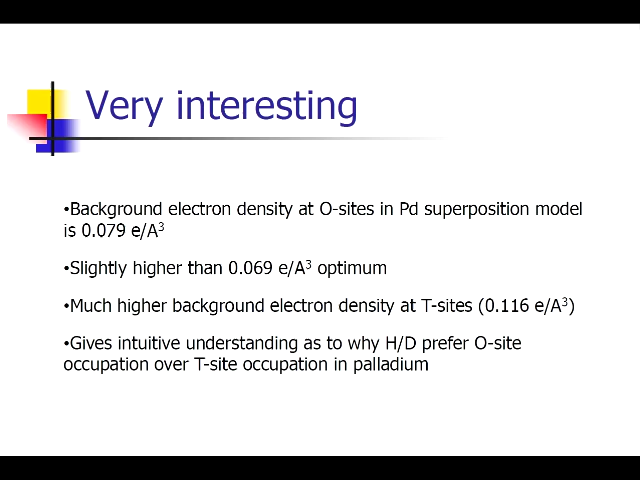 Very interesting
•Background electron density at O-sites in Pd superposition model
is 0.079 e/A³
•Slightly higher than 0.069 e/A³ optimum
•Much higher background electron density at T-sites (0.116 e/A³)
•Gives intuitive understanding as to why H/D prefer O-site
occupation over T-site occupation in palladium